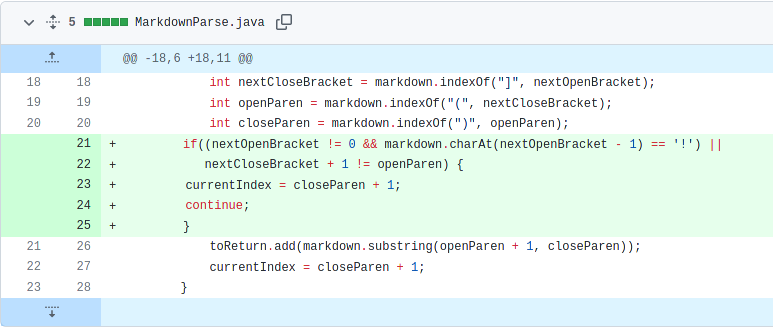 5 MarkdownParse.java
@@ -18,6 +18,11 @@
18 18 int nextCloseBracket = markdown.indexOf("]", nextOpenBracket);
19 19 int openParen = markdown.indexOf("(", nextCloseBracket);
20 20 int closeParen = markdown.indexOf(")", openParen);
21 + if((nextOpenBracket != 0 && markdown.charAt(nextOpenBracket - 1) == '!') ||
22 + nextCloseBracket + 1 != openParen) {
23 + currentIndex = closeParen + 1;
24 + continue;
25 + }
21 26 toReturn.add(markdown.substring(openParen + 1, closeParen));
22 27 currentIndex = closeParen + 1;
23 28 }